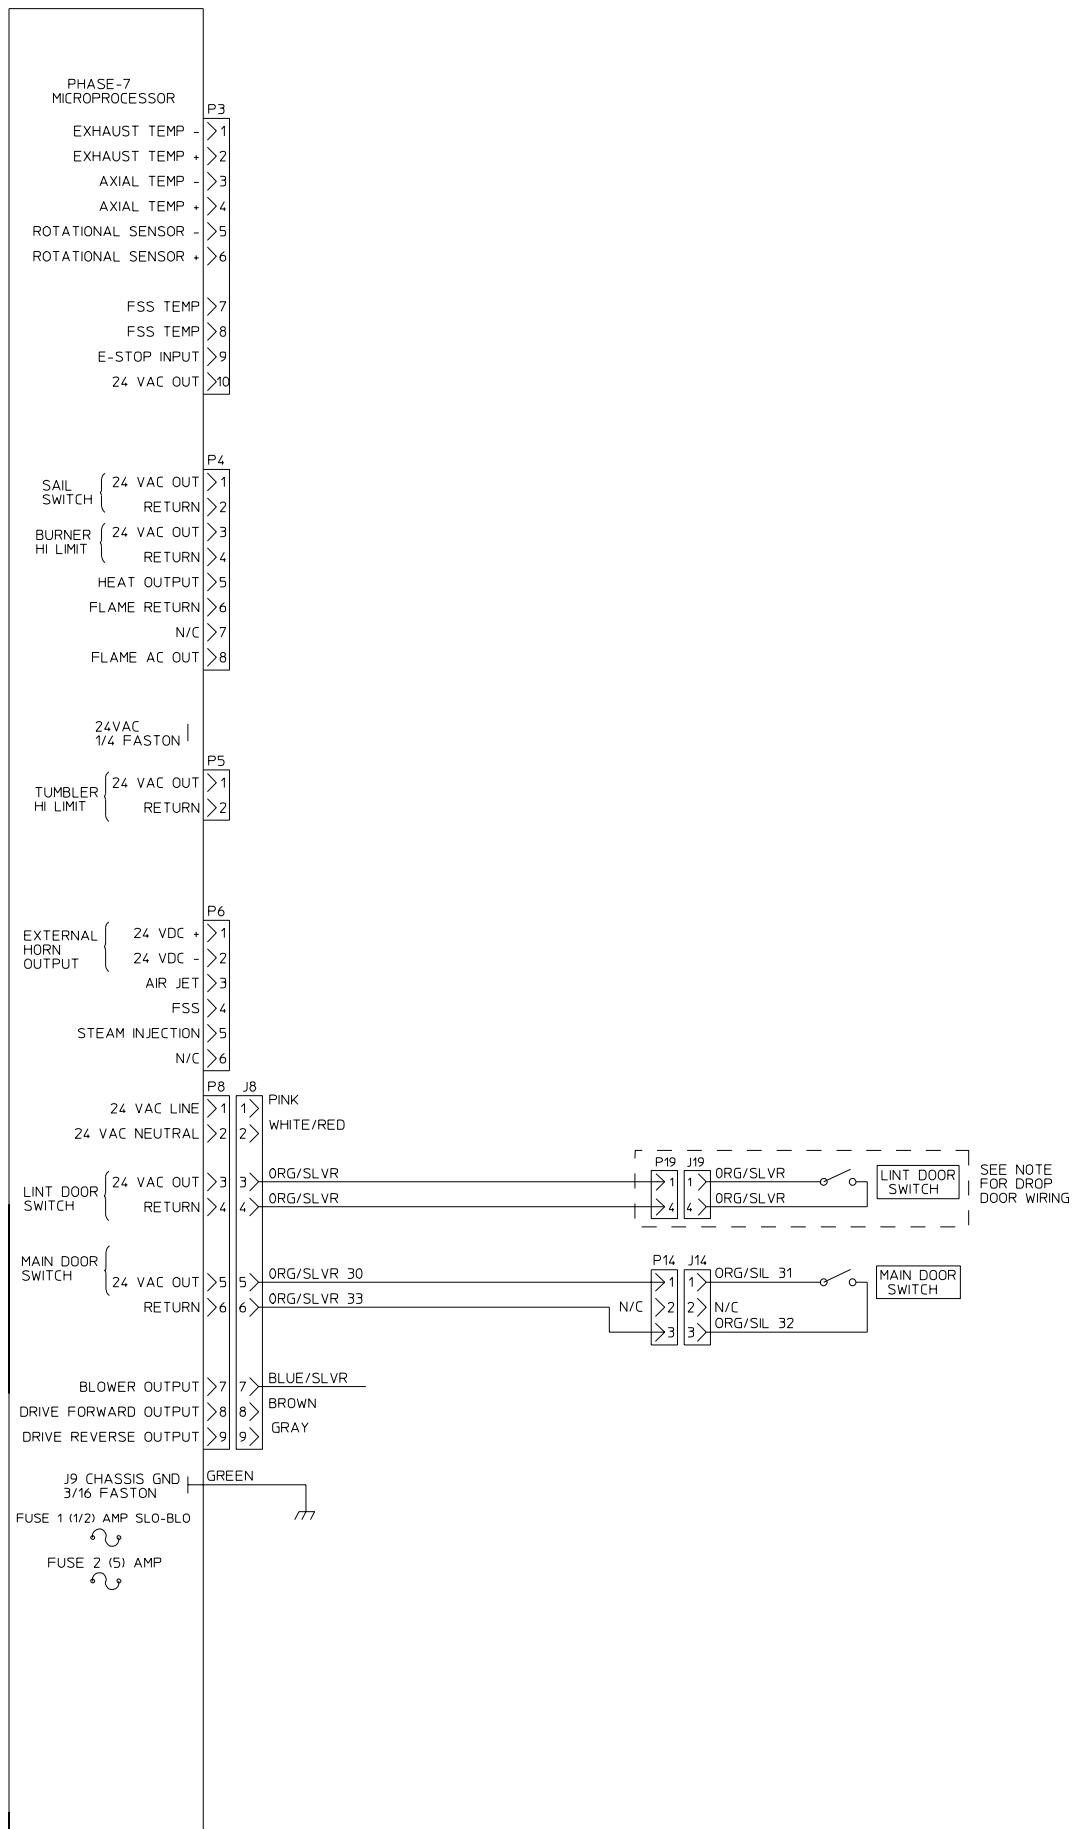 PHASE-7
MICROPROCESSOR
P3
EXHAUST TEMP - 1
EXHAUST TEMP + 2
AXIAL TEMP - 3
AXIAL TEMP + 4
ROTATIONAL SENSOR - 5
ROTATIONAL SENSOR + 6
FSS TEMP 7
FSS TEMP 8
E-STOP INPUT 9
24 VAC OUT 10
P4
SAIL
SWITCH
24 VAC OUT 1
RETURN 2
BURNER
HI LIMIT
24 VAC OUT 3
RETURN 4
HEAT OUTPUT 5
FLAME RETURN 6
N/C 7
FLAME AC OUT 8
24VAC
1/4 FASTON
P5
TUMBLER
HI LIMIT
24 VAC OUT 1
RETURN 2
P6
EXTERNAL
HORN
OUTPUT
24 VDC + 1
24 VDC - 2
AIR JET 3
FSS 4
STEAM INJECTION 5
N/C 6
P8 J8
24 VAC LINE 1 1 PINK
24 VAC NEUTRAL 2 2 WHITE/RED
LINT DOOR
SWITCH
24 VAC OUT 3 3 ORG/SLVR
RETURN 4 4 ORG/SLVR
P19 J19
1 1 ORG/SLVR
4 4 ORG/SLVR
LINT DOOR
SWITCH
SEE NOTE
FOR DROP
DOOR WIRING
MAIN DOOR
SWITCH
24 VAC OUT 5 5 ORG/SLVR 30
RETURN 6 6 ORG/SLVR 33
P14 J14
1 1 ORG/SIL 31
N/C 2 2 N/C
3 3 ORG/SIL 32
MAIN DOOR
SWITCH
BLOWER OUTPUT 7 7 BLUE/SLVR
DRIVE FORWARD OUTPUT 8 8 BROWN
DRIVE REVERSE OUTPUT 9 9 GRAY
J9 CHASSIS GND
3/16 FASTON
GREEN
FUSE 1 (1/2) AMP SLO-BLO
FUSE 2 (5) AMP